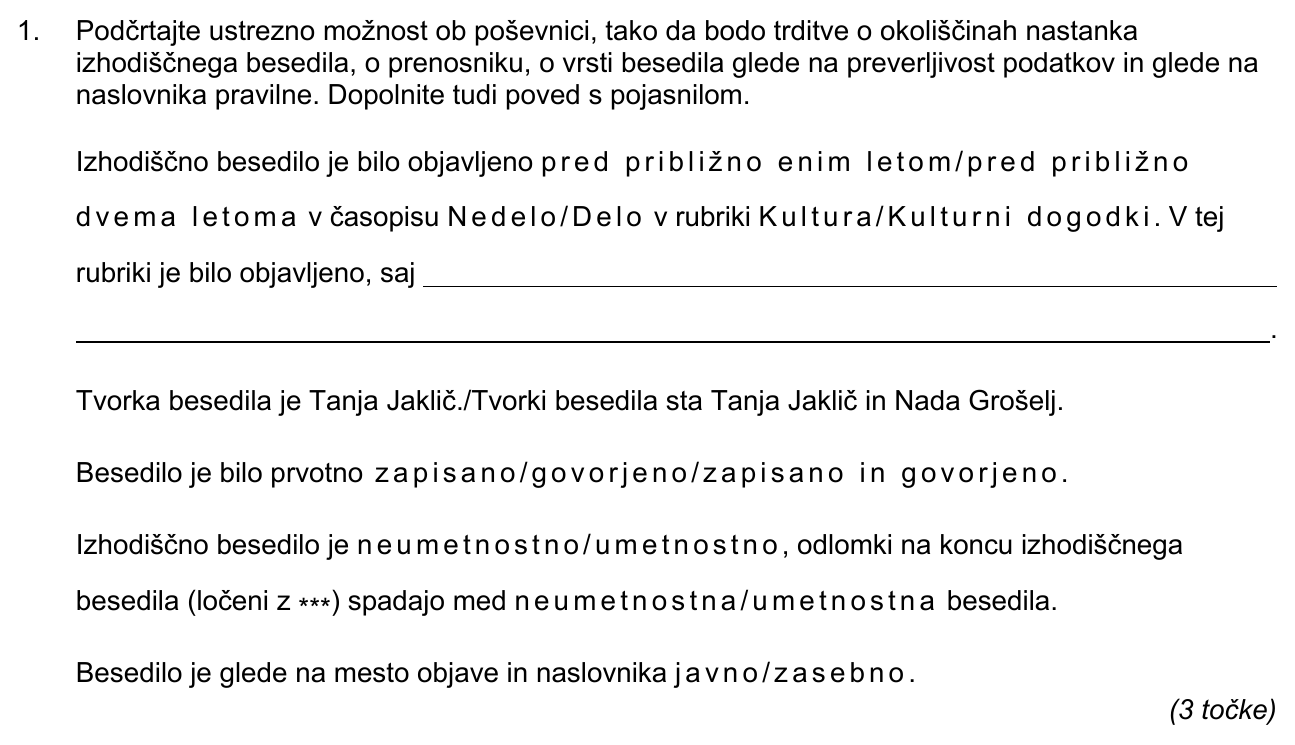 1. Podčrtajte ustrezno možnost ob poševnici, tako da bodo trditve o okoliščinah nastanka
izhodiščnega besedila, o prenosniku, o vrsti besedila glede na preverljivost podatkov in glede na
naslovnika pravilne. Dopolnite tudi poved s pojasnilom.
Izhodiščno besedilo je bilo objavljeno pred približno enim letom/pred približno
dvema letoma v časopisu Nedelo/Delo v rubriki Kultura/Kulturni dogodki. V tej
rubriki je bilo objavljeno, saj
.
Tvorka besedila je Tanja Jaklič./Tvorki besedila sta Tanja Jaklič in Nada Grošelj.
Besedilo je bilo prvotno zapisano/govorjeno/zapisano in govorjeno.
Izhodiščno besedilo je neumetnostno/umetnostno, odlomki na koncu izhodiščnega
besedila (ločeni z ***) spadajo med neumetnostna/umetnostna besedila.
Besedilo je glede na mesto objave in naslovnika javno/zasebno.
(3 točke)